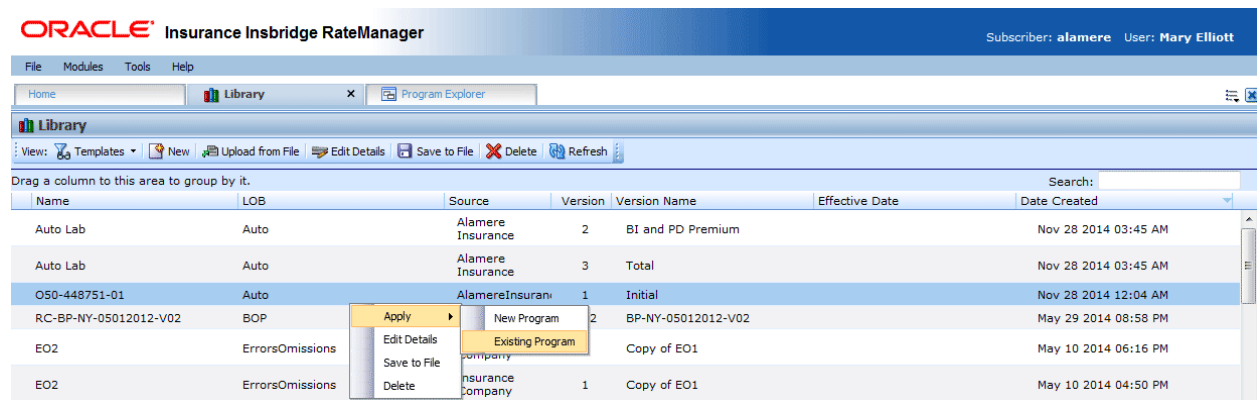 ORACLE Insurance Insbridge RateManager
Subscriber: alamere User: Mary Elliott
File Modules Tools Help
Home Library x Program Explorer
Library
View: Templates New Upload from File Edit Details Save to File Delete Refresh
Drag a column to this area to group by it. Search:
Name LOB Source Version Version Name Effective Date Date Created
Auto Lab Auto Alamere Insurance 2 BI and PD Premium Nov 28 2014 03:45 AM
Auto Lab Auto Alamere Insurance 3 Total Nov 28 2014 03:45 AM
O50-448751-01 Auto AlamereInsuran 1 Initial Nov 28 2014 12:04 AM
RC-BP-NY-05012012-V02 BOP 2 BP-NY-05012012-V02 May 29 2014 08:58 PM
Apply New Program
Edit Details Existing Program
Save to File
Delete
EO2 ErrorsOmissions Company Copy of EO1 May 10 2014 06:16 PM
EO2 ErrorsOmissions nsurance Company 1 Copy of EO1 May 10 2014 04:50 PM